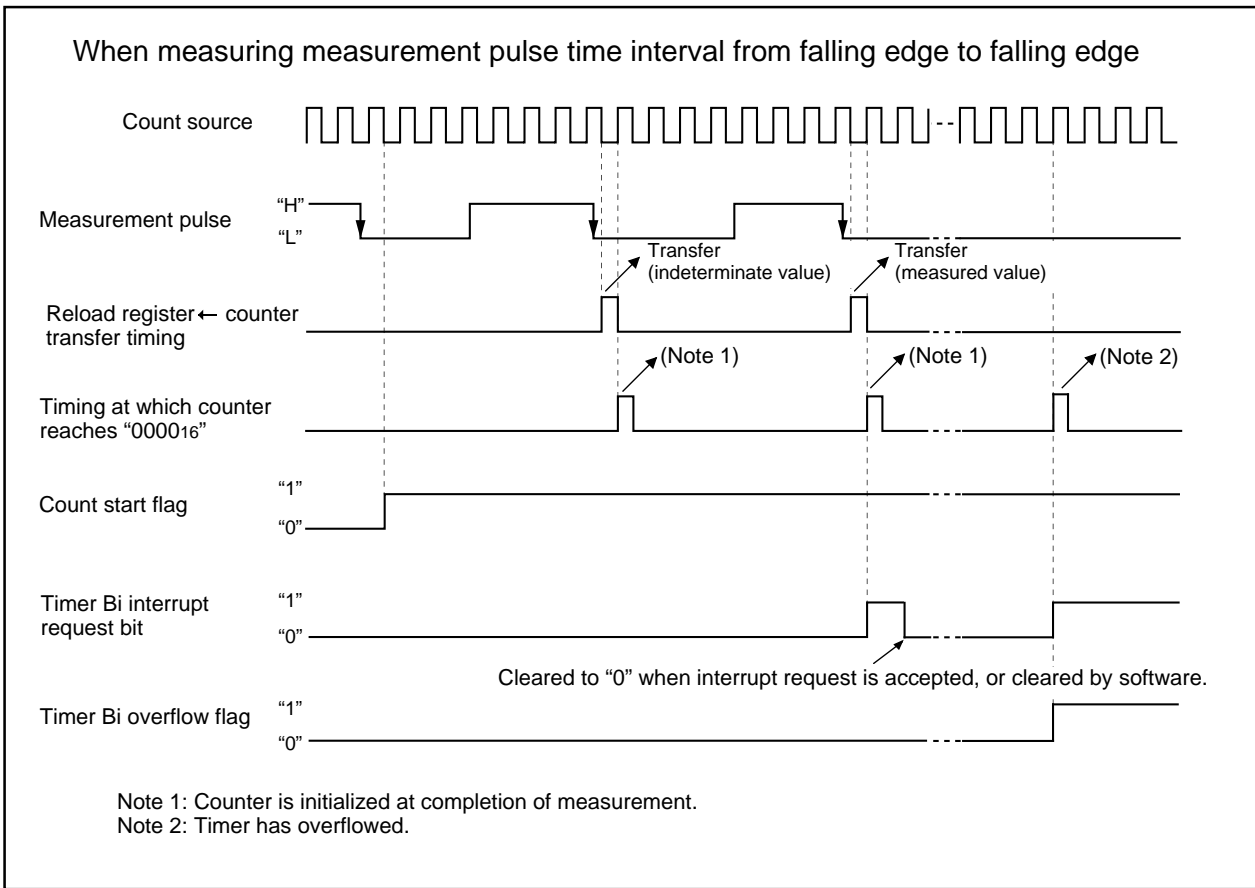 When measuring measurement pulse time interval from falling edge to falling edge
Count source
Measurement pulse
“H”
“L”
Transfer
(indeterminate value)
Transfer
(measured value)
Reload register ← counter
transfer timing
(Note 1)
(Note 1)
(Note 2)
Timing at which counter
reaches “000016”
Count start flag
“1”
“0”
Timer Bi interrupt
request bit
“1”
“0”
Cleared to “0” when interrupt request is accepted, or cleared by software.
Timer Bi overflow flag
“1”
“0”
Note 1: Counter is initialized at completion of measurement.
Note 2: Timer has overflowed.